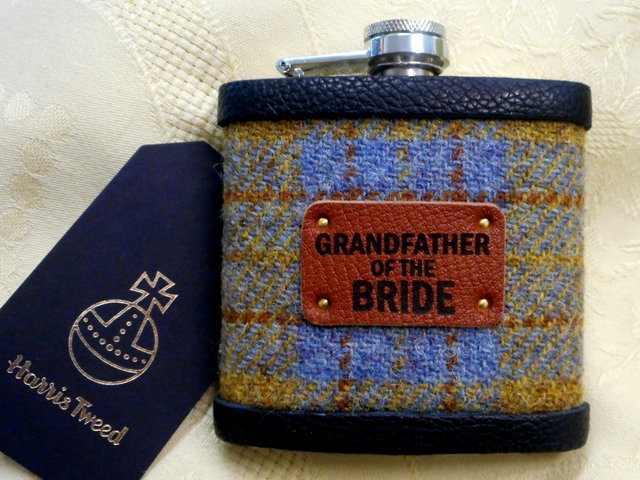 GRANDFATHER
OF THE
BRIDE
Harris Tweed